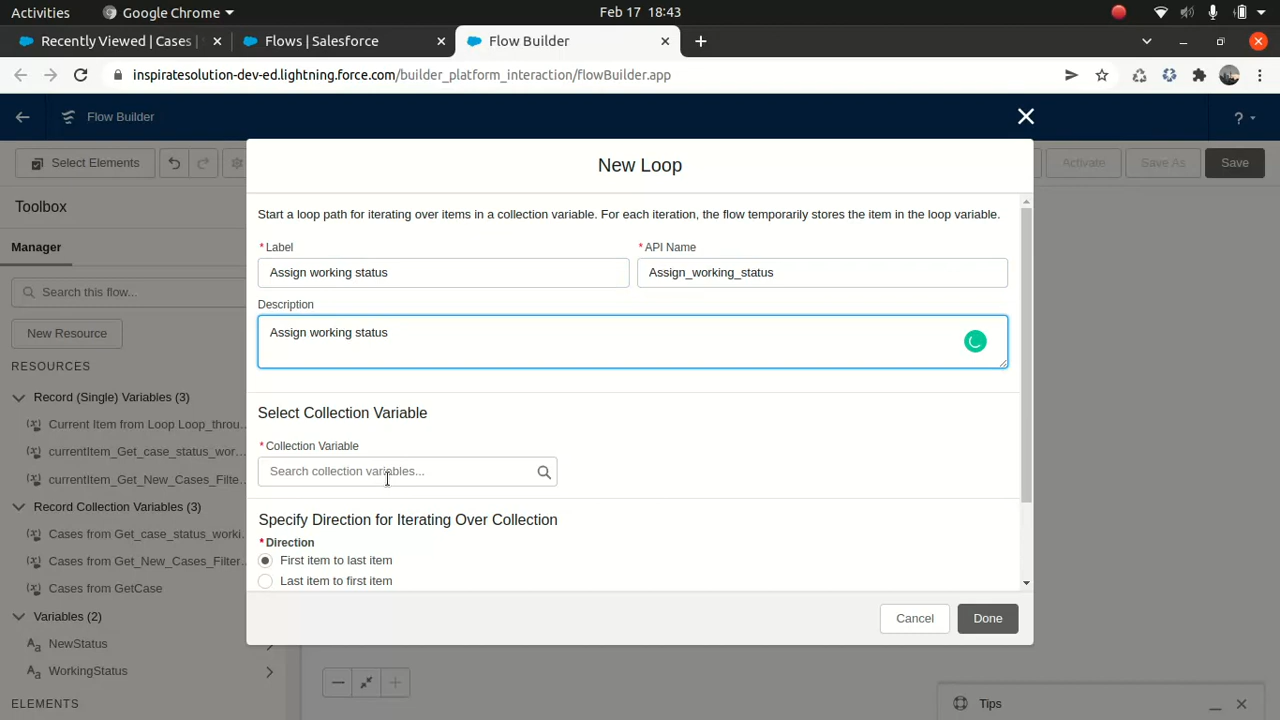 Activities
Google Chrome
Feb 17 18:43
Recently Viewed | Cases |
Flows | Salesforce
Flow Builder
inspiratesolution-dev-ed.lightning.force.com/builder_platform_interaction/flowBuilder.app
Flow Builder
?
Select Elements
Activate
Save As
Save
New Loop
Toolbox
Start a loop path for iterating over items in a collection variable. For each iteration, the flow temporarily stores the item in the loop variable.
Manager
*Label
*API Name
Assign working status
Assign_working_status
Search this flow...
Description
New Resource
Assign working status
RESOURCES
Record (Single) Variables (3)
Current Item from Loop Loop_throu...
currentItem_Get_case_status_wor...
currentItem_Get_New_Cases_Filte...
Select Collection Variable
*Collection Variable
Search collection variables...
Record Collection Variables (3)
Cases from Get_case_status_worki..
Cases from Get_New_Cases_Filter..
Cases from GetCase
Specify Direction for Iterating Over Collection
*Direction
First item to last item
Last item to first item
Variables (2)
NewStatus
WorkingStatus
Cancel
Done
ELEMENTS
Tips